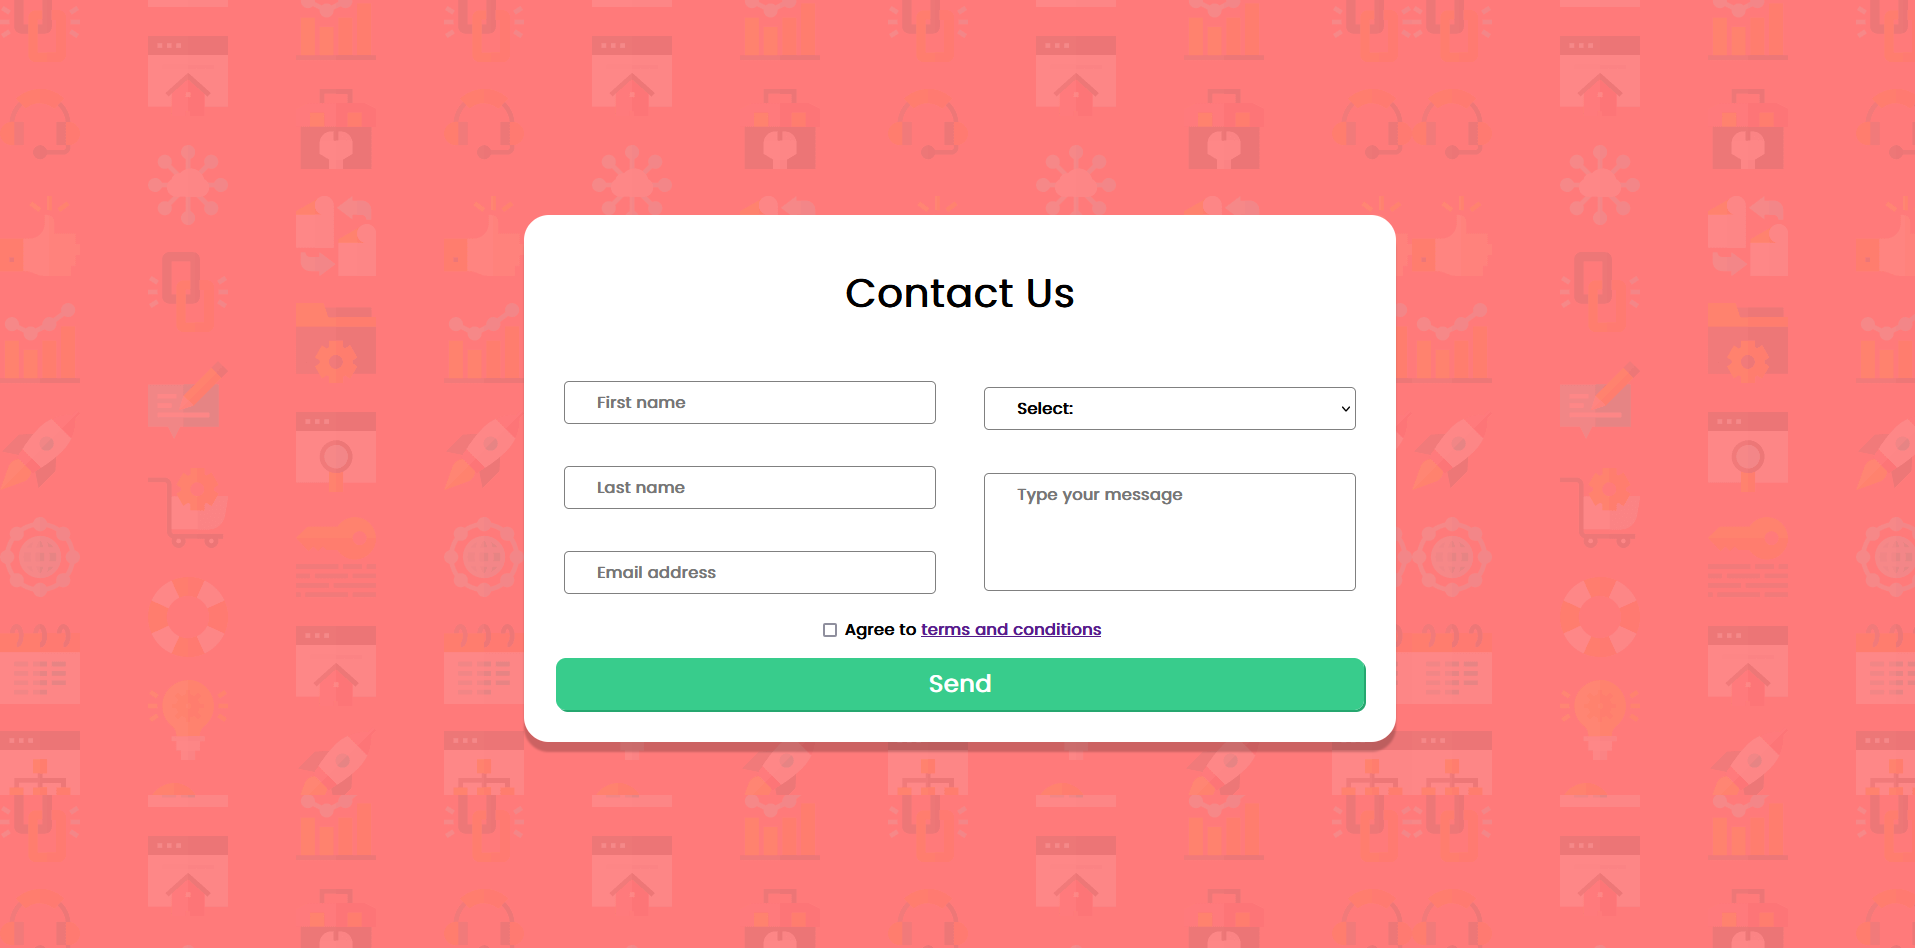 Contact Us
First name
Last name
Email address
Select:
Type your message
Agree to terms and conditions
Send